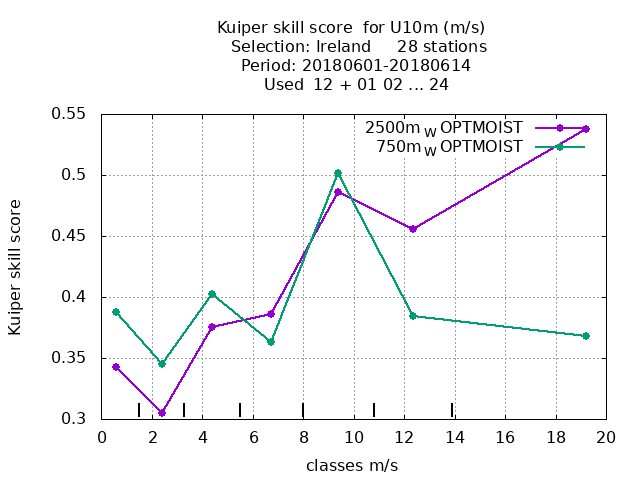 Kuiper skill score  for U10m (m/s)
Selection: Ireland     28 stations
Period: 20180601-20180614
Used  12 + 01 02 ... 24
2500m W OPTMOIST
750m W OPTMOIST
Kuiper skill score
0.55
0.5
0.45
0.4
0.35
0.3
0 2 4 6 8 10 12 14 16 18 20
classes m/s